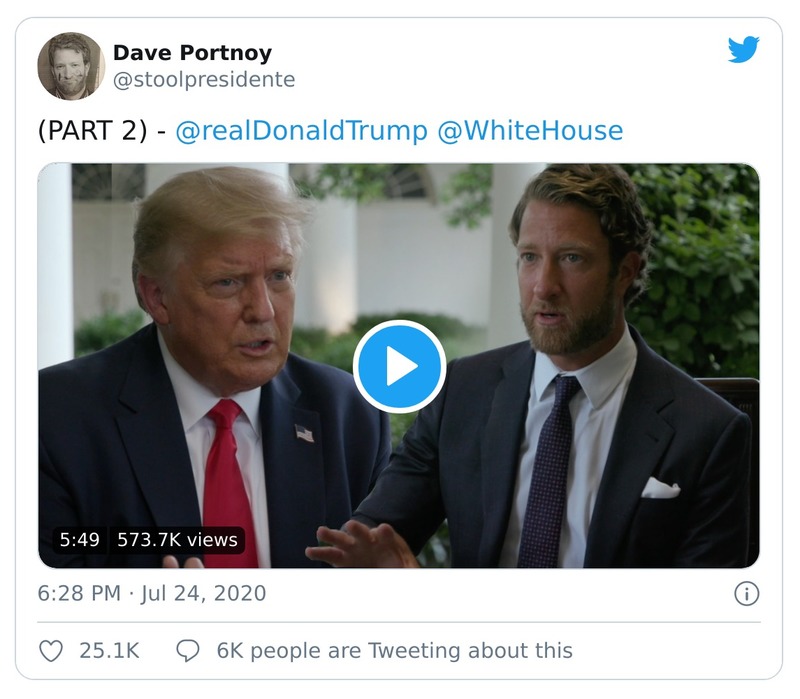 Dave Portnoy
@stoolpresidente
(PART 2) - @realDonaldTrump @WhiteHouse
5:49 573.7K views
6:28 PM · Jul 24, 2020
25.1K 6K people are Tweeting about this